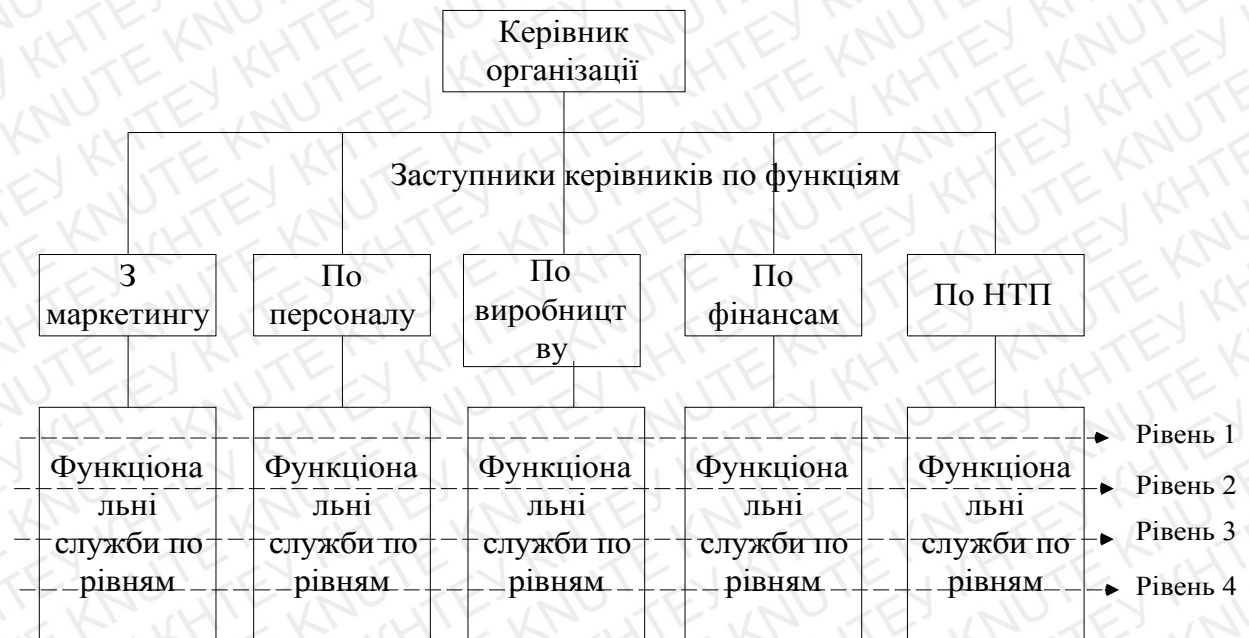 Керівник
організації
Заступники керівників по функціям
З
маркетингу
По
персоналу
По
виробницт
ву
По
фінансам
По НТП
Функціона
льні
служби по
рівням
Функціона
льні
служби по
рівням
Функціона
льні
служби по
рівням
Функціона
льні
служби по
рівням
Функціона
льні
служби по
рівням
Рівень 1
Рівень 2
Рівень 3
Рівень 4